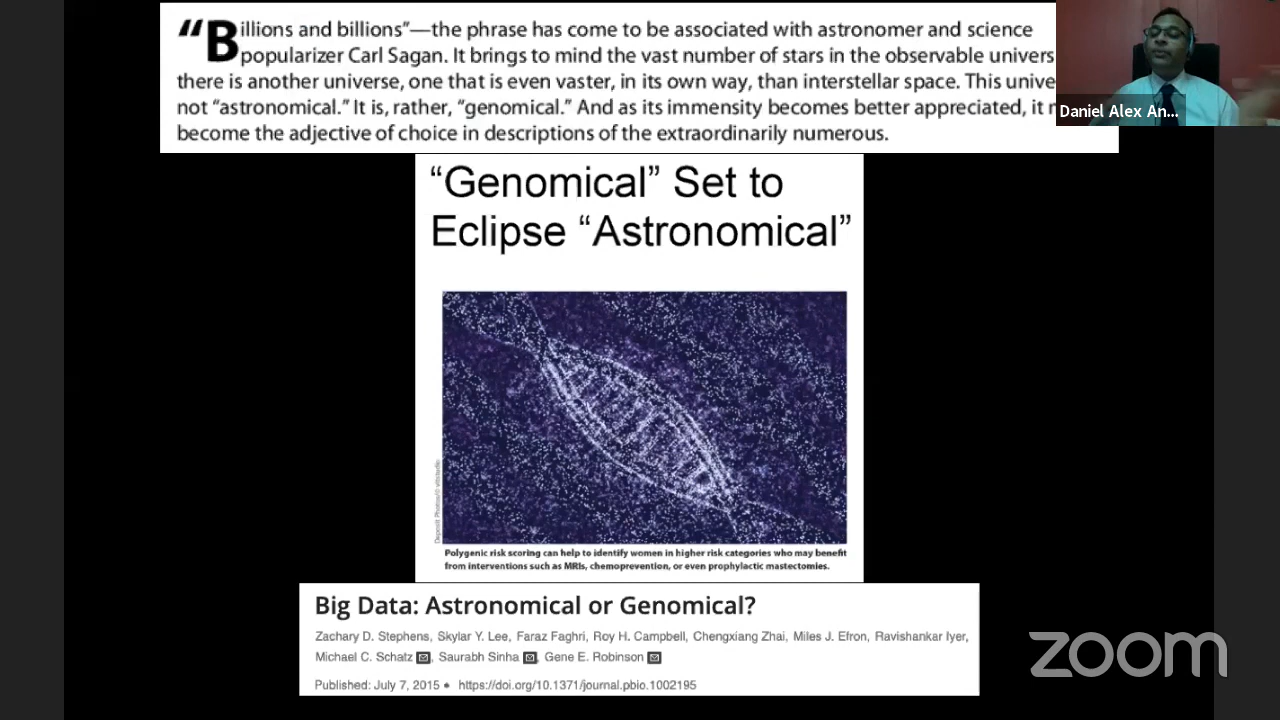 “Billions and billions”—the phrase has come to be associated with astronomer and science
popularizer Carl Sagan. It brings to mind the vast number of stars in the observable univers
there is another universe, one that is even vaster, in its own way, than interstellar space. This unive
not “astronomical.” It is, rather, “genomical.” And as its immensity becomes better appreciated, it
become the adjective of choice in descriptions of the extraordinarily numerous.
Daniel Alex An...
“Genomical” Set to
Eclipse “Astronomical”
Polygenic risk scoring can help to identify women in higher risk categories who may benefit
from interventions such as MRIs, chemoprevention, or even prophylactic mastectomies.
Big Data: Astronomical or Genomical?
Zachary D. Stephens, Skylar Y. Lee, Faraz Faghri, Roy H. Campbell, Chengxiang Zhai, Miles J. Efron, Ravishankar Iyer,
Michael C. Schatz, Saurabh Sinha, Gene E. Robinson
Published: July 7, 2015 • https://doi.org/10.1371/journal.pbio.1002195
zoom